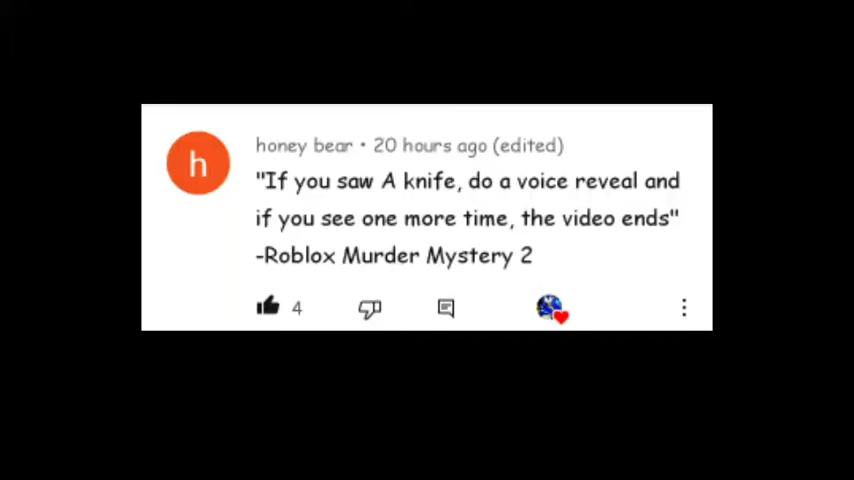 h
honey bear • 20 hours ago (edited)
"If you saw A knife, do a voice reveal and
if you see one more time, the video ends"
-Roblox Murder Mystery 2
4